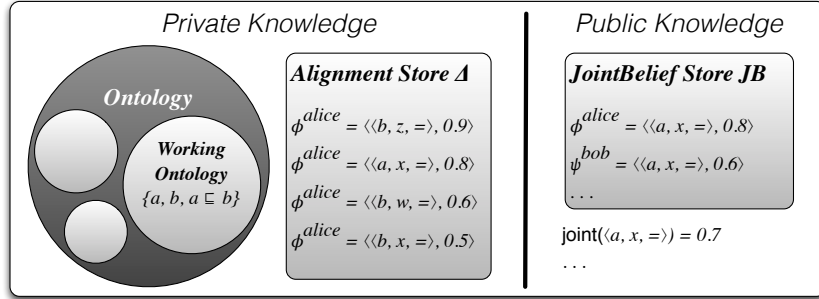 Private Knowledge
Public Knowledge
Ontology
Working
Ontology
{a, b, a ⊑ b}
Alignment Store Δ
ϕ^alice = ⟨⟨b, z, =⟩, 0.9⟩
ϕ^alice = ⟨⟨a, x, =⟩, 0.8⟩
ϕ^alice = ⟨⟨b, w, =⟩, 0.6⟩
ϕ^alice = ⟨⟨b, x, =⟩, 0.5⟩
JointBelief Store JB
ϕ^alice = ⟨⟨a, x, =⟩, 0.8⟩
ψ^bob = ⟨⟨a, x, =⟩, 0.6⟩
. . .
joint(⟨a, x, =⟩) = 0.7
. . .